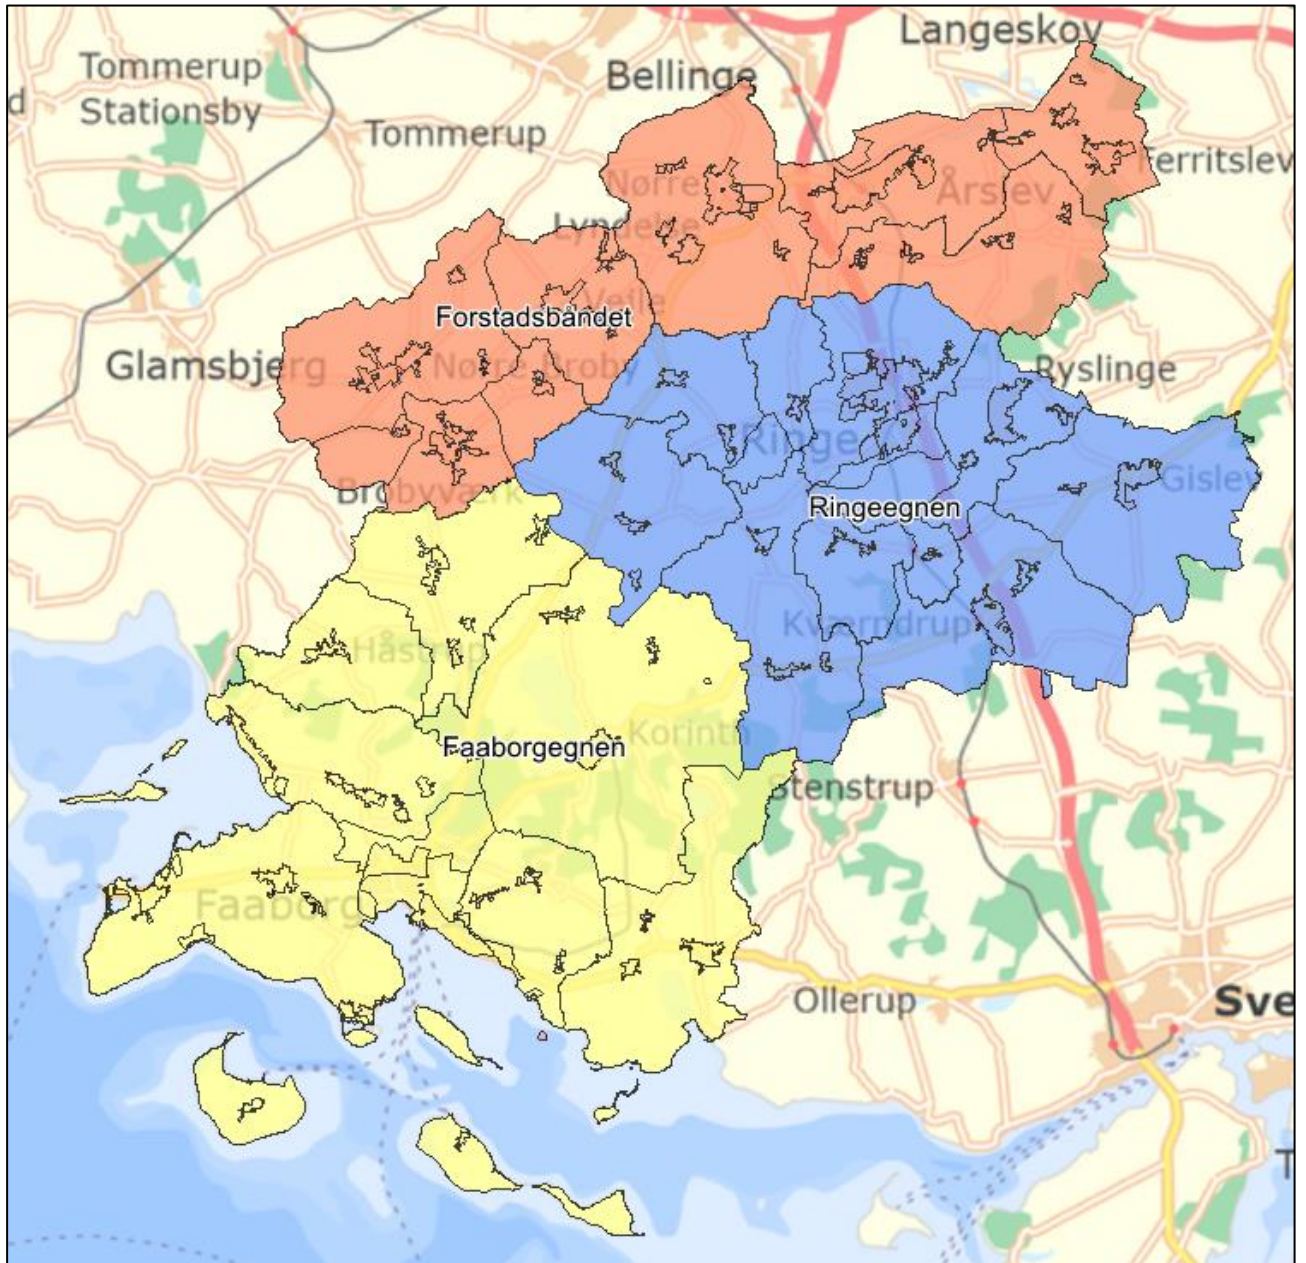 Langeskov
Tommerup
Stationsby
Bellinge
d
Tommerup
Ferritslev
Nørre
Lyndelse
Årslev
Vejle
Forstadsbåndet
Glamsbjerg
Nørre Broby
Ryslinge
Ringe
Brobyværk
Gislev
Ringeegnen
Kværndrup
Håstrup
Korinth
Faaborgegnen
Stenstrup
Faaborg
Ollerup
Sve
T